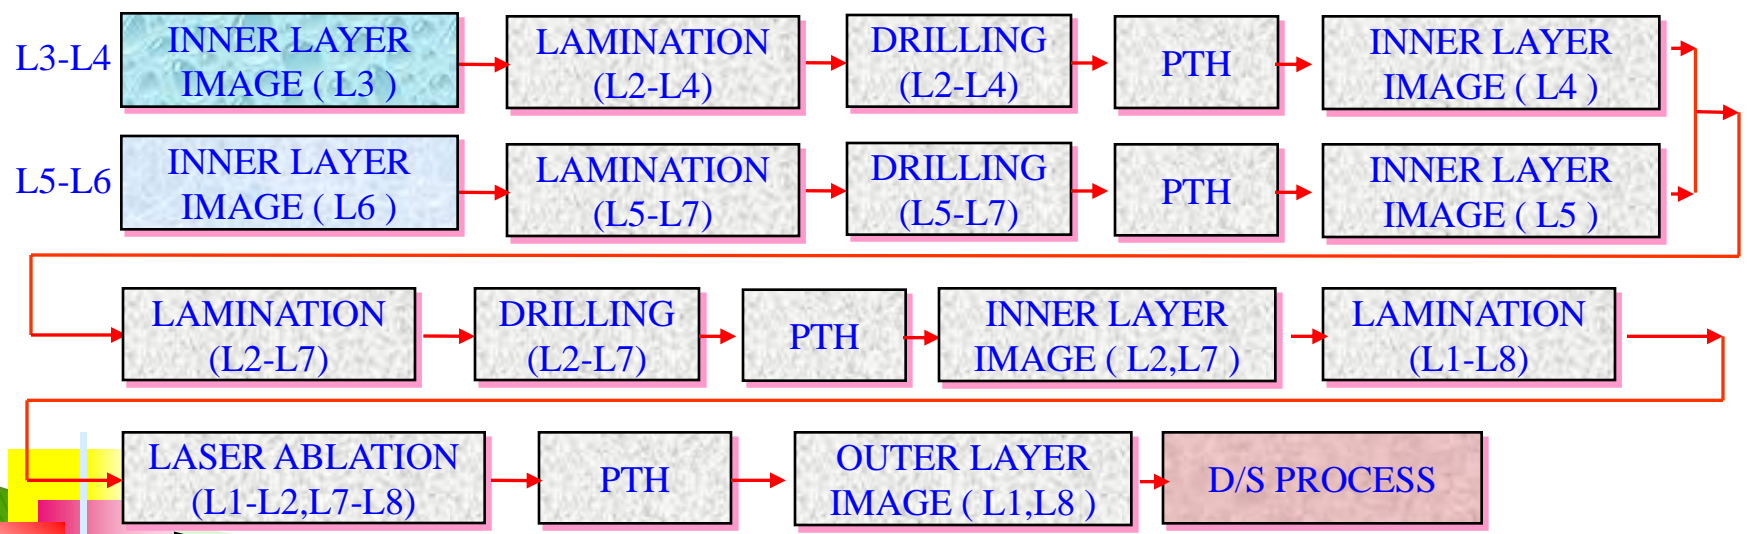 L3-L4
INNER LAYER
IMAGE ( L3 )
LAMINATION
(L2-L4)
DRILLING
(L2-L4)
PTH
INNER LAYER
IMAGE ( L4 )
L5-L6
INNER LAYER
IMAGE ( L6 )
LAMINATION
(L5-L7)
DRILLING
(L5-L7)
PTH
INNER LAYER
IMAGE ( L5 )
LAMINATION
(L2-L7)
DRILLING
(L2-L7)
PTH
INNER LAYER
IMAGE ( L2,L7 )
LAMINATION
(L1-L8)
LASER ABLATION
(L1-L2,L7-L8)
PTH
OUTER LAYER
IMAGE ( L1,L8 )
D/S PROCESS